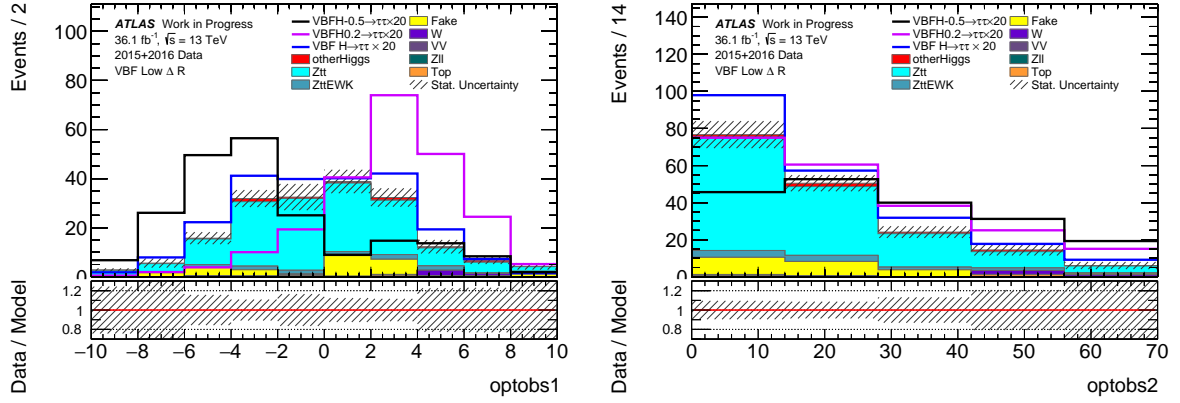 Events / 2
ATLAS Work in Progress
36.1 fb⁻¹, √s = 13 TeV
2015+2016 Data
VBF Low Δ R
VBFH-0.5→ττ×20
VBFH0.2→ττ×20
VBF H→ττ × 20
otherHiggs
Ztt
ZttEWK
Fake
W
VV
Zll
Top
Stat. Uncertainty
100
80
60
40
20
0
Data / Model
1.2
1
0.8
−10 −8 −6 −4 −2 0 2 4 6 8 10
optobs1
Events / 14
ATLAS Work in Progress
36.1 fb⁻¹, √s = 13 TeV
2015+2016 Data
VBF Low Δ R
VBFH-0.5→ττ×20
VBFH0.2→ττ×20
VBF H→ττ × 20
otherHiggs
Ztt
ZttEWK
Fake
W
VV
Zll
Top
Stat. Uncertainty
140
120
100
80
60
40
20
0
Data / Model
1.2
1
0.8
0 10 20 30 40 50 60 70
optobs2